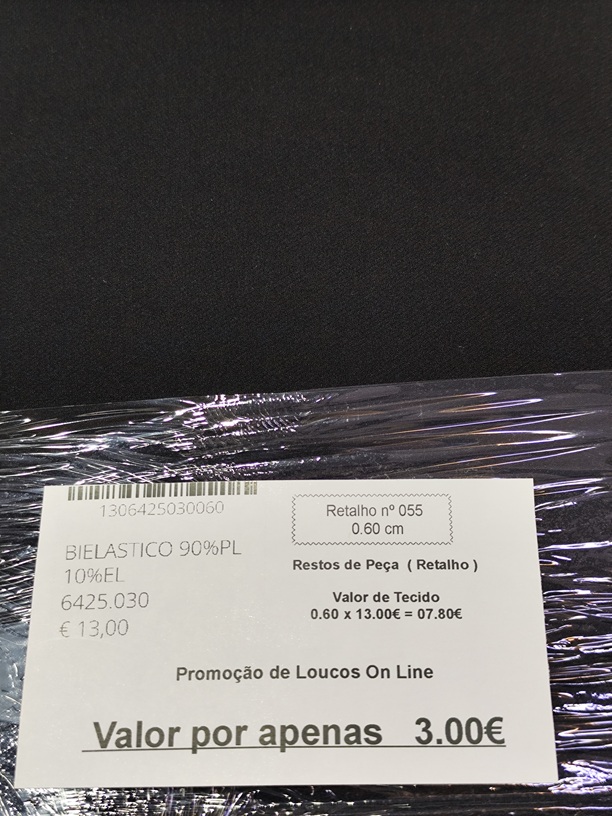 1306425030060
BIELASTICO 90%PL
10%EL
6425.030
€ 13,00
Retalho nº 055
0.60 cm
Restos de Peça ( Retalho )
Valor de Tecido
0.60 x 13.00€ = 07.80€
Promoção de Loucos On Line
Valor por apenas 3.00€